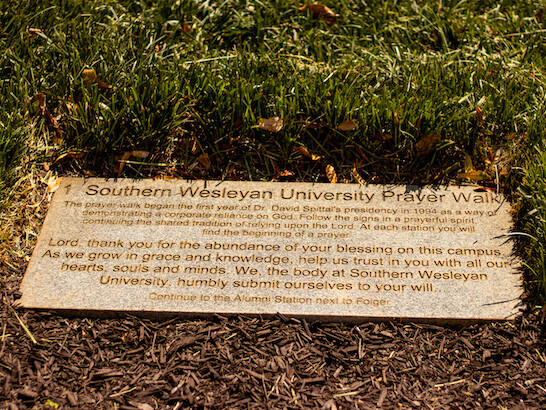 1 Southern Wesleyan University Prayer Walk
The prayer walk began the first year of Dr. David Spittal's presidency in 1994 as a way of
demonstrating a corporate reliance on God. Follow the signs in a prayerful spirit,
continuing the shared tradition of relying upon the Lord. At each station you will
find the beginning of a prayer.
Lord, thank you for the abundance of your blessing on this campus.
As we grow in grace and knowledge, help us trust in you with all our
hearts, souls and minds. We, the body at Southern Wesleyan
University, humbly submit ourselves to your will.
Continue to the Alumni Station next to Folger